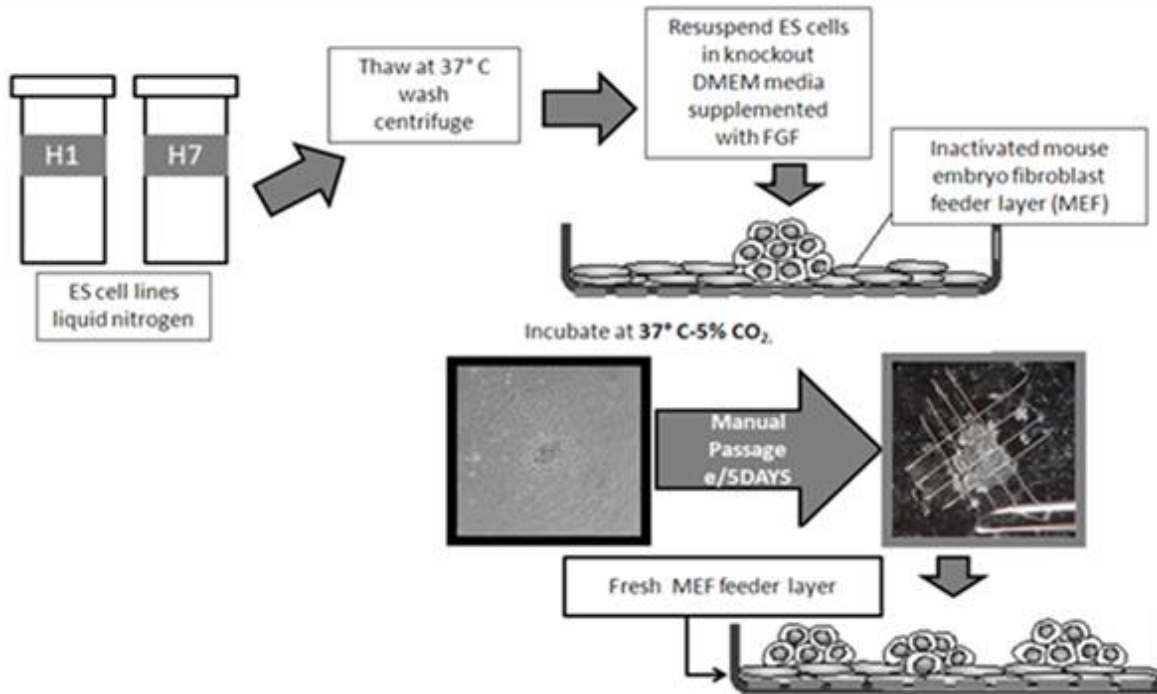 H1
H7
ES cell lines
liquid nitrogen
Thaw at 37° C
wash
centrifuge
Resuspend ES cells
in knockout
DMEM media
supplemented
with FGF
Inactivated mouse
embryo fibroblast
feeder layer (MEF)
Incubate at 37° C-5% CO₂.
Manual
Passage
e/5DAYS
Fresh MEF feeder layer